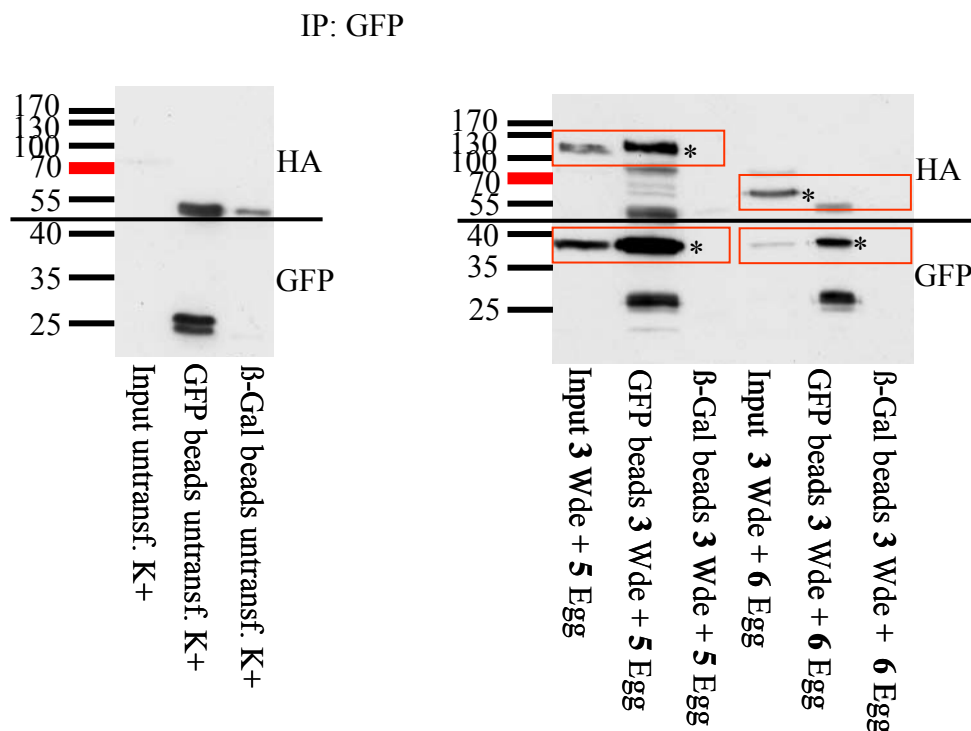 IP: GFP
170
130
100
70
55
40
35
25
HA
GFP
Input untransf. K+
GFP beads untransf. K+
ß-Gal beads untransf. K+
170
130
100
70
55
40
35
25
*
*
*
*
HA
GFP
Input 3 Wde + 5 Egg
GFP beads 3 Wde + 5 Egg
ß-Gal beads 3 Wde + 5 Egg
Input 3 Wde + 6 Egg
GFP beads 3 Wde + 6 Egg
ß-Gal beads 3 Wde + 6 Egg